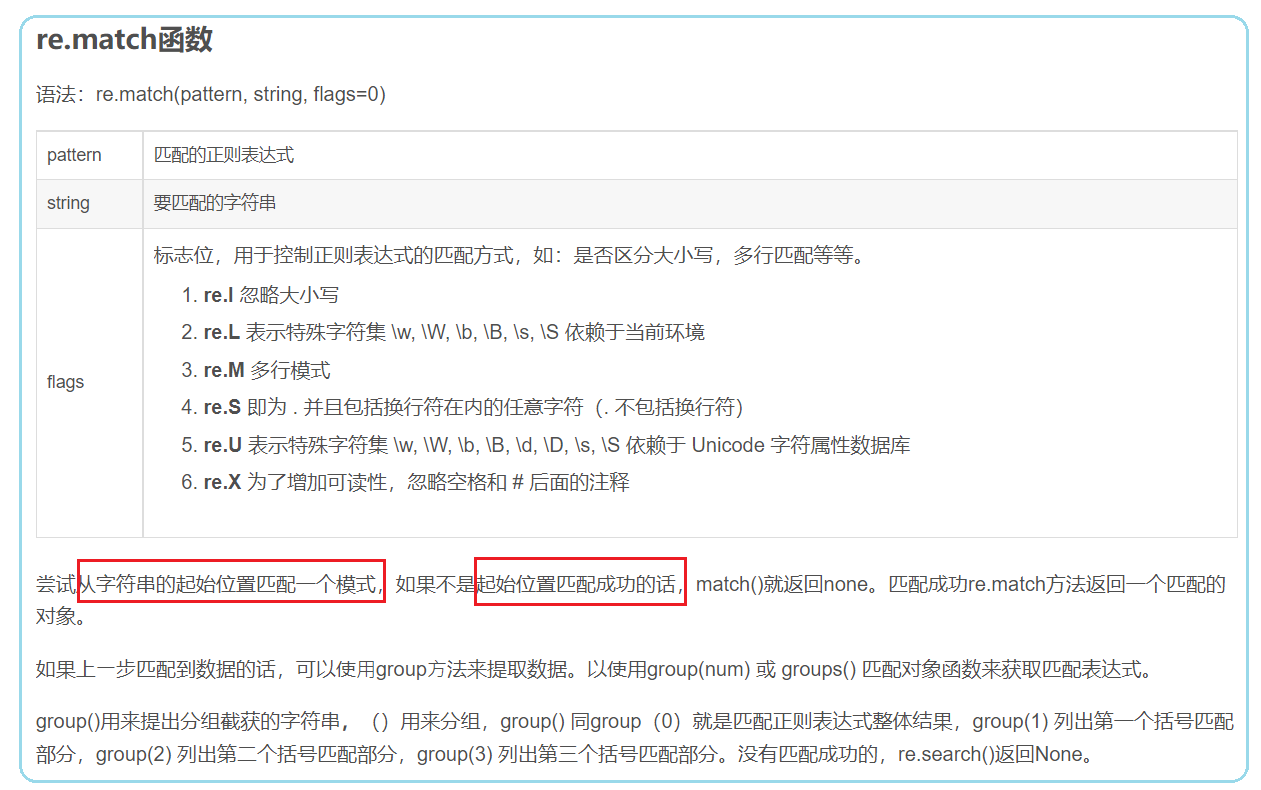 re.match函数
语法：re.match(pattern, string, flags=0)
pattern 匹配的正则表达式
string 要匹配的字符串
标志位，用于控制正则表达式的匹配方式，如：是否区分大小写，多行匹配等等。
1. re.I 忽略大小写
2. re.L 表示特殊字符集 \w, \W, \b, \B, \s, \S 依赖于当前环境
3. re.M 多行模式
flags
4. re.S 即为 . 并且包括换行符在内的任意字符（. 不包括换行符）
5. re.U 表示特殊字符集 \w, \W, \b, \B, \d, \D, \s, \S 依赖于 Unicode 字符属性数据库
6. re.X 为了增加可读性，忽略空格和 # 后面的注释
尝试从字符串的起始位置匹配一个模式，如果不是起始位置匹配成功的话，match()就返回none。匹配成功re.match方法返回一个匹配的
对象。
如果上一步匹配到数据的话，可以使用group方法来提取数据。以使用group(num) 或 groups() 匹配对象函数来获取匹配表达式。
group()用来提出分组截获的字符串，（）用来分组，group() 同group（0）就是匹配正则表达式整体结果，group(1) 列出第一个括号匹配
部分，group(2) 列出第二个括号匹配部分，group(3) 列出第三个括号匹配部分。没有匹配成功的，re.search()返回None。